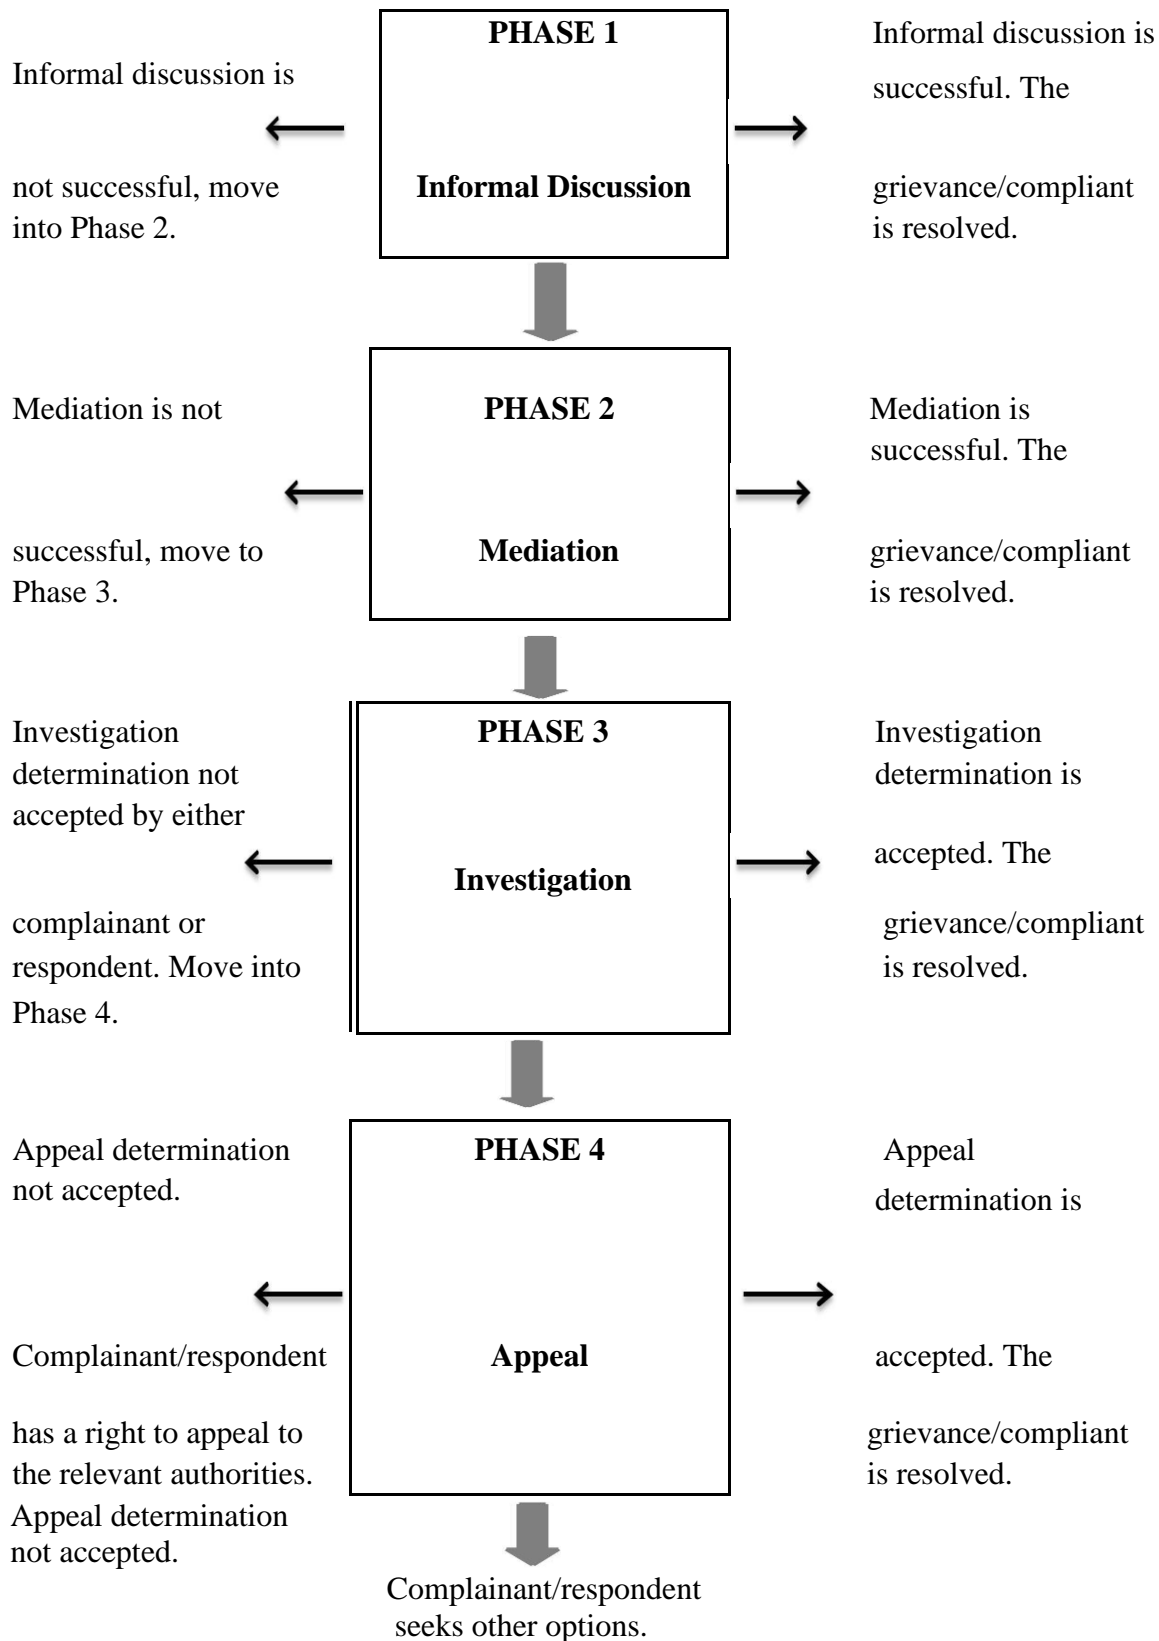 PHASE 1
Informal discussion is
not successful, move
into Phase 2.
Informal Discussion
Informal discussion is
successful. The
grievance/compliant
is resolved.
Mediation is not
successful, move to
Phase 3.
PHASE 2
Mediation
Mediation is
successful. The
grievance/compliant
is resolved.
Investigation
determination not
accepted by either
complainant or
respondent. Move into
Phase 4.
PHASE 3
Investigation
Investigation
determination is
accepted. The
grievance/compliant
is resolved.
Appeal determination
not accepted.
Complainant/respondent
has a right to appeal to
the relevant authorities.
Appeal determination
not accepted.
PHASE 4
Appeal
Appeal
determination is
accepted. The
grievance/compliant
is resolved.
Complainant/respondent
seeks other options.